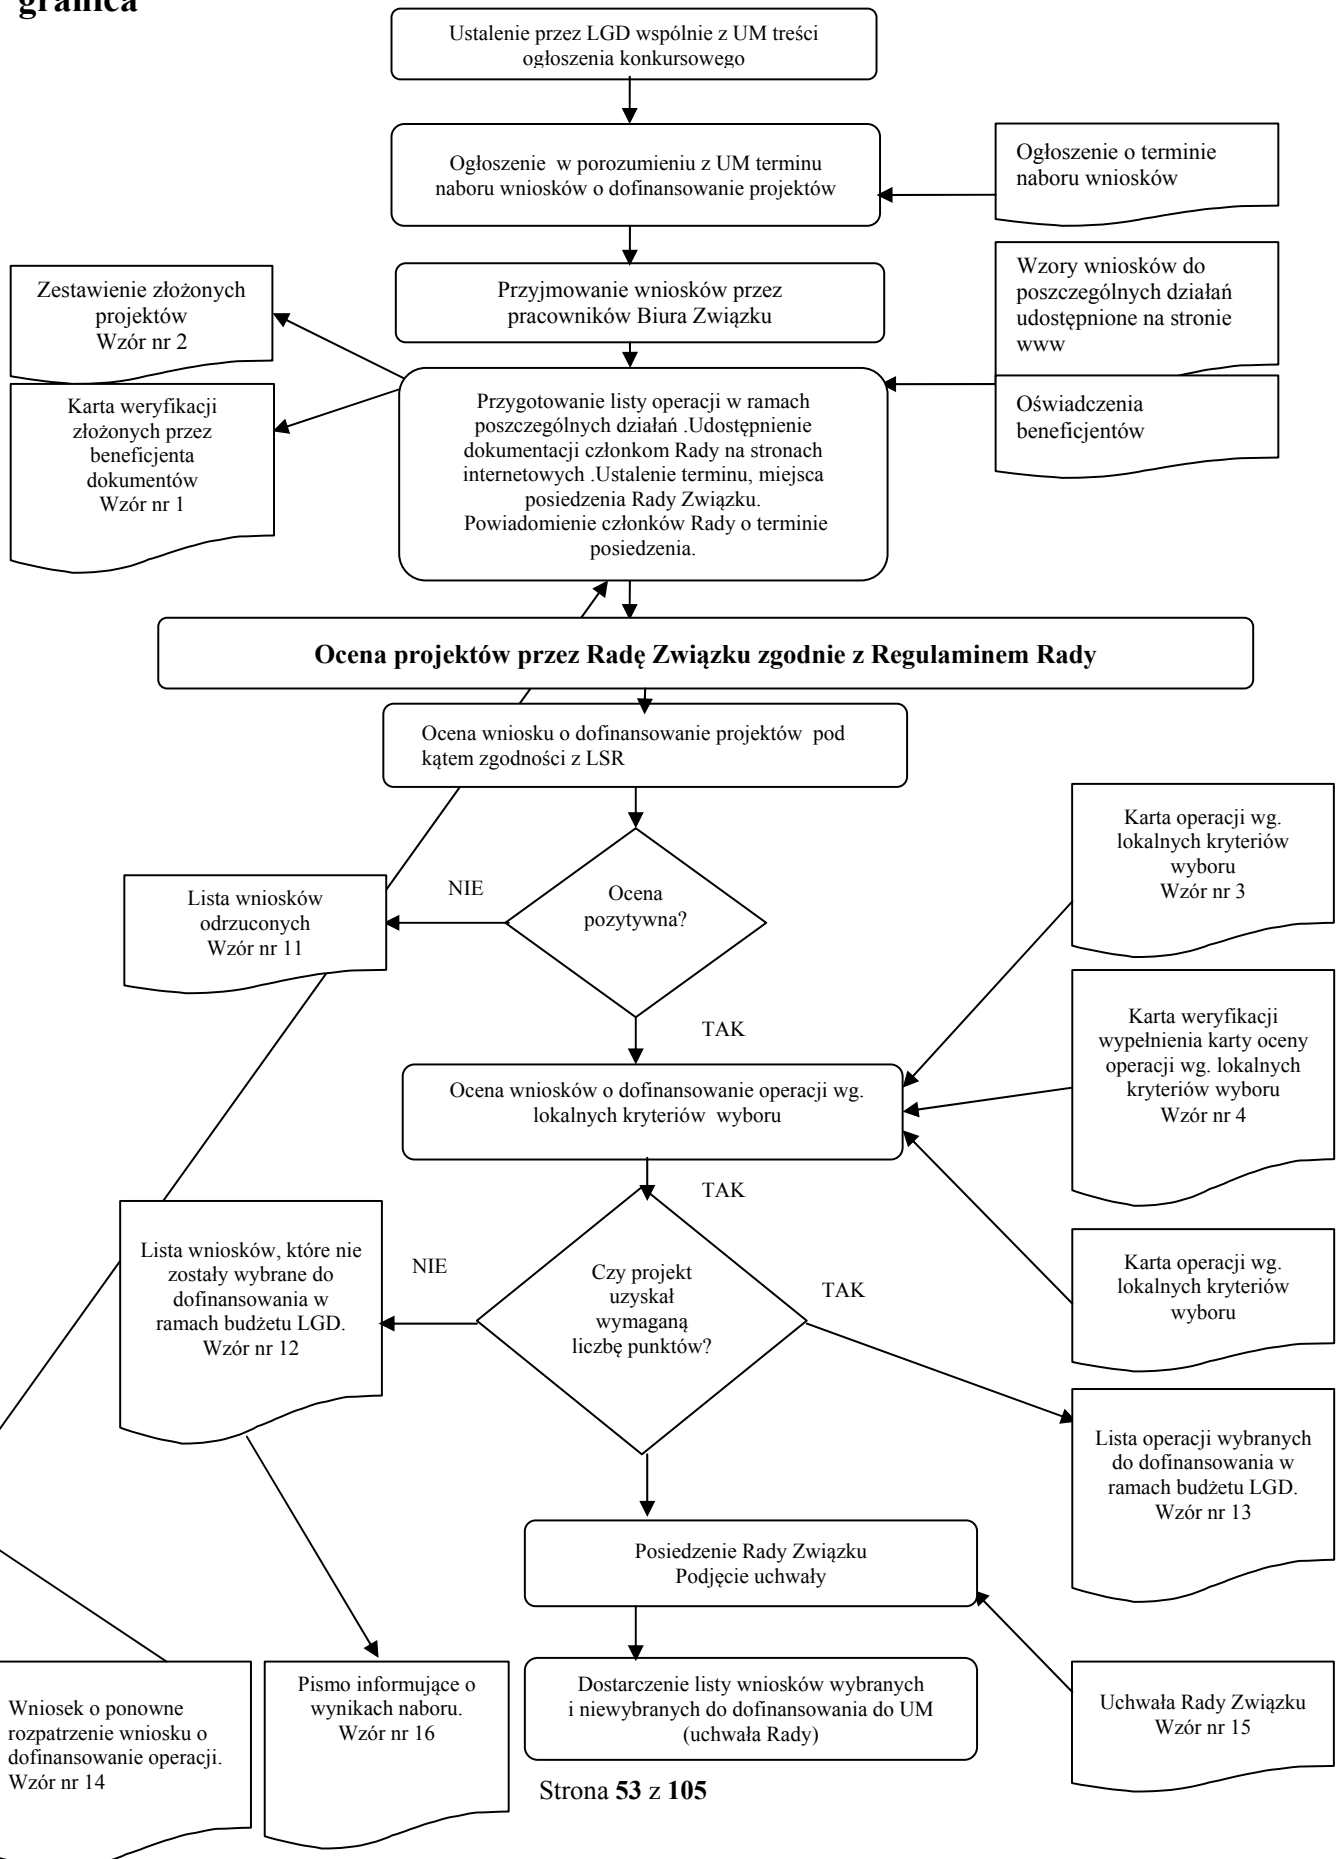 granica
Ustalenie przez LGD wspólnie z UM treści
ogłoszenia konkursowego
Ogłoszenie w porozumieniu z UM terminu
naboru wniosków o dofinansowanie projektów
Ogłoszenie o terminie
naboru wniosków
Zestawienie złożonych
projektów
Wzór nr 2
Przyjmowanie wniosków przez
pracowników Biura Związku
Wzory wniosków do
poszczególnych działań
udostępnione na stronie
www
Karta weryfikacji
złożonych przez
beneficjenta
dokumentów
Wzór nr 1
Przygotowanie listy operacji w ramach
poszczególnych działań .Udostępnienie
dokumentacji członkom Rady na stronach
internetowych .Ustalenie terminu, miejsca
posiedzenia Rady Związku.
Powiadomienie członków Rady o terminie
posiedzenia.
Oświadczenia
beneficjentów
Ocena projektów przez Radę Związku zgodnie z Regulaminem Rady
Ocena wniosku o dofinansowanie projektów pod
kątem zgodności z LSR
Karta operacji wg.
lokalnych kryteriów
wyboru
Wzór nr 3
Lista wniosków
odrzuconych
Wzór nr 11
NIE
Ocena
pozytywna?
TAK
Karta weryfikacji
wypełnienia karty oceny
operacji wg. lokalnych
kryteriów wyboru
Wzór nr 4
Ocena wniosków o dofinansowanie operacji wg.
lokalnych kryteriów wyboru
TAK
Lista wniosków, które nie
zostały wybrane do
dofinansowania w
ramach budżetu LGD.
Wzór nr 12
NIE
Czy projekt
uzyskał
wymaganą
liczbę punktów?
TAK
Karta operacji wg.
lokalnych kryteriów
wyboru
Lista operacji wybranych
do dofinansowania w
ramach budżetu LGD.
Wzór nr 13
Posiedzenie Rady Związku
Podjęcie uchwały
Wniosek o ponowne
rozpatrzenie wniosku o
dofinansowanie operacji.
Wzór nr 14
Pismo informujące o
wynikach naboru.
Wzór nr 16
Dostarczenie listy wniosków wybranych
i niewybranych do dofinansowania do UM
(uchwała Rady)
Uchwała Rady Związku
Wzór nr 15
Strona 53 z 105